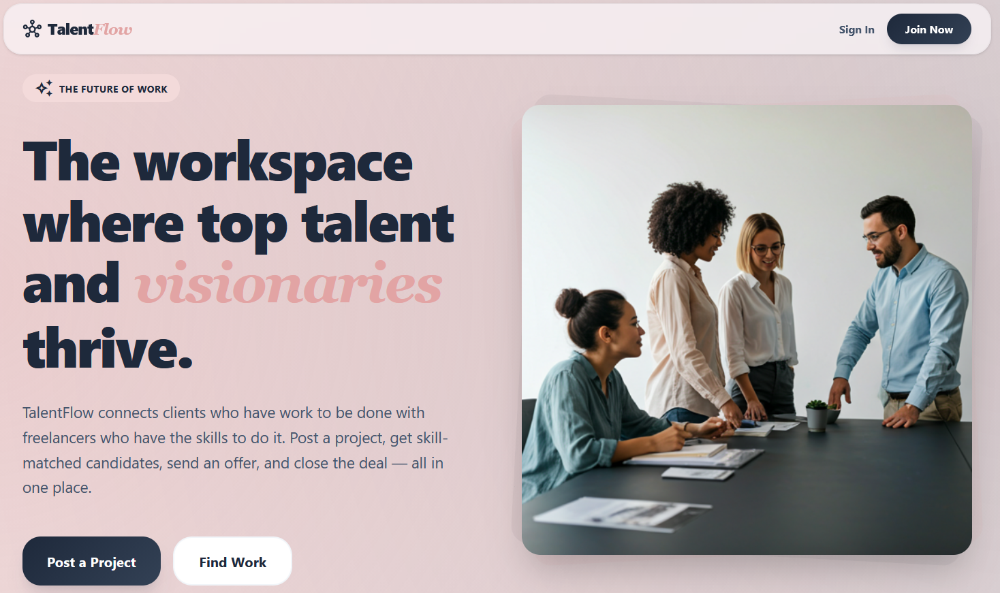 TalentFlow
Sign In
Join Now
THE FUTURE OF WORK
The workspace
where top talent
and visionaries
thrive.
TalentFlow connects clients who have work to be done with
freelancers who have the skills to do it. Post a project, get skill-
matched candidates, send an offer, and close the deal — all in
one place.
Post a Project
Find Work